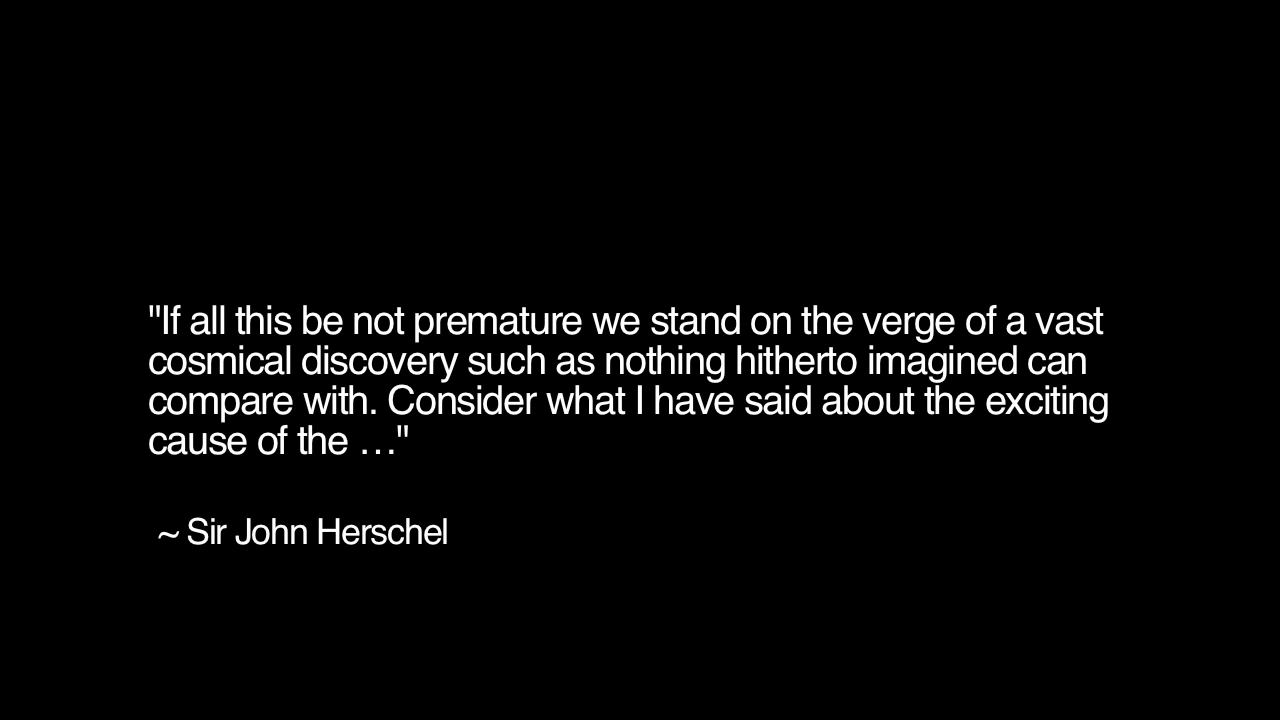 "If all this be not premature we stand on the verge of a vast
cosmical discovery such as nothing hitherto imagined can
compare with. Consider what I have said about the exciting
cause of the …"
~ Sir John Herschel